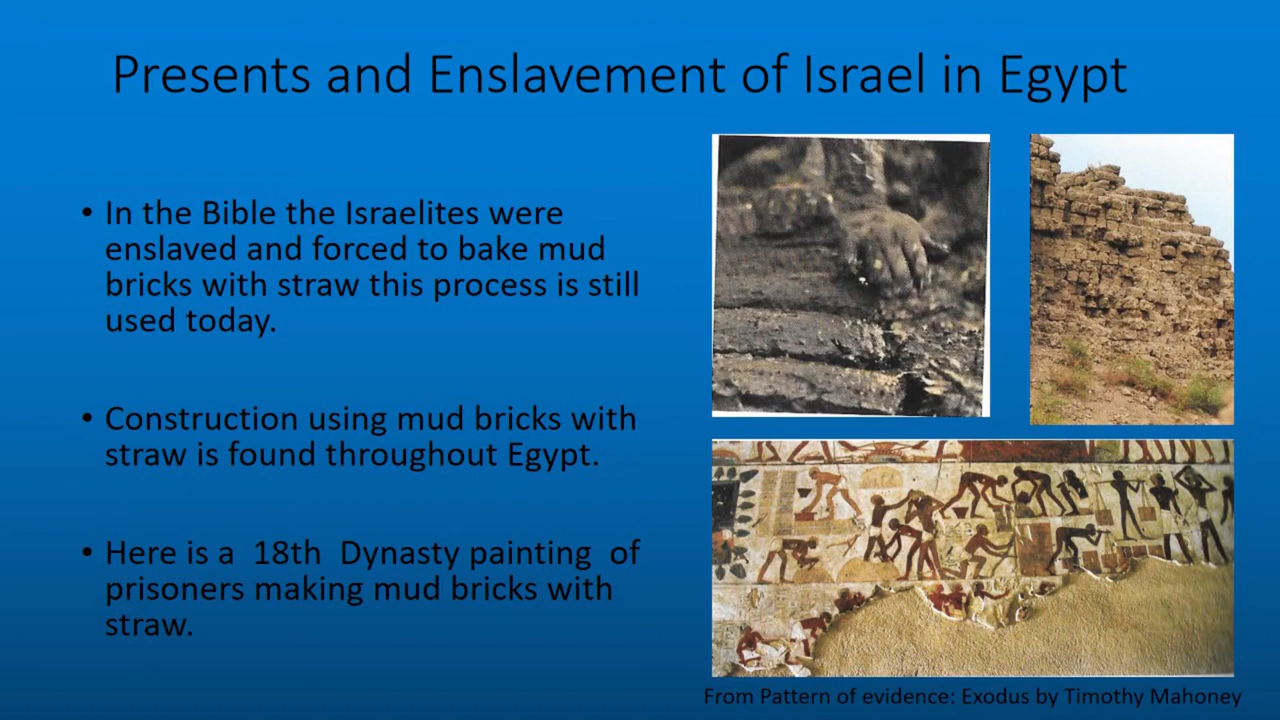 Presents and Enslavement of Israel in Egypt
• In the Bible the Israelites were
enslaved and forced to bake mud
bricks with straw this process is still
used today.
• Construction using mud bricks with
straw is found throughout Egypt.
• Here is a  18th  Dynasty painting  of
prisoners making mud bricks with
straw.
From Pattern of evidence: Exodus by Timothy Mahoney